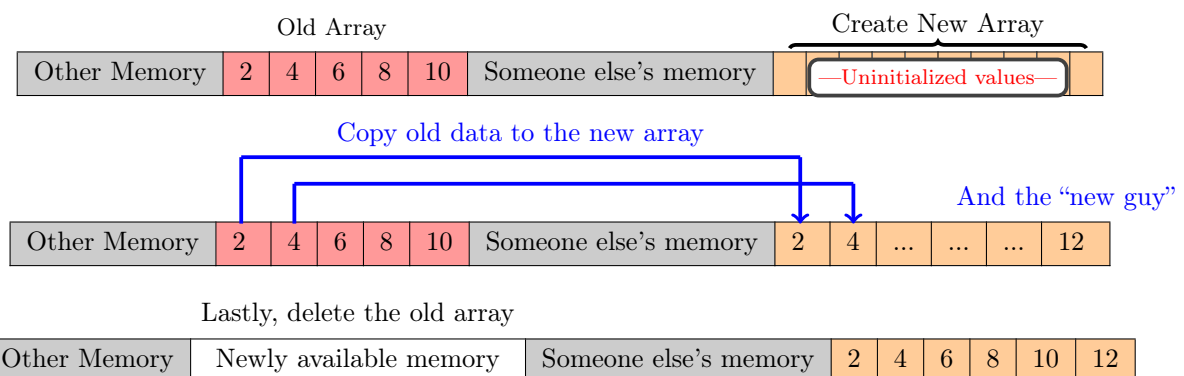 Old Array
Create New Array
Other Memory 2 4 6 8 10 Someone else's memory —Uninitialized values—
Copy old data to the new array
And the “new guy”
Other Memory 2 4 6 8 10 Someone else's memory 2 4 ... ... ... 12
Lastly, delete the old array
Other Memory Newly available memory Someone else's memory 2 4 6 8 10 12